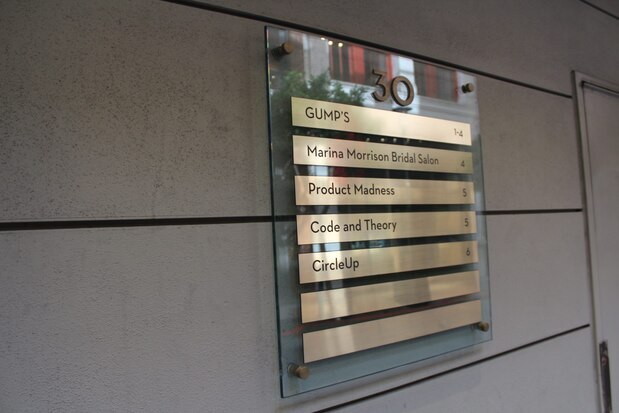 30
GUMP'S 1-4
Marina Morrison Bridal Salon 4
Product Madness 5
Code and Theory 5
CircleUp 6